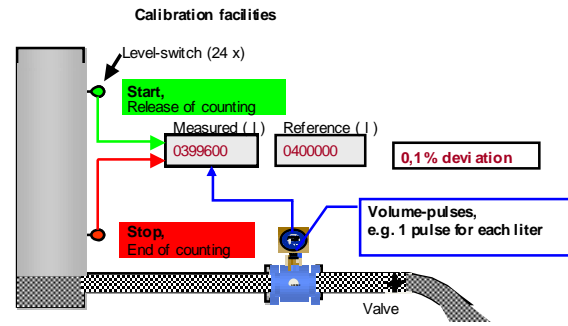 Calibration facilities
Level-switch (24 x)
Start,
Release of counting
Measured ( l )
Reference ( l )
0399600
0400000
0,1% deviation
Stop,
End of counting
Volume-pulses,
e.g. 1 pulse for each liter
Valve